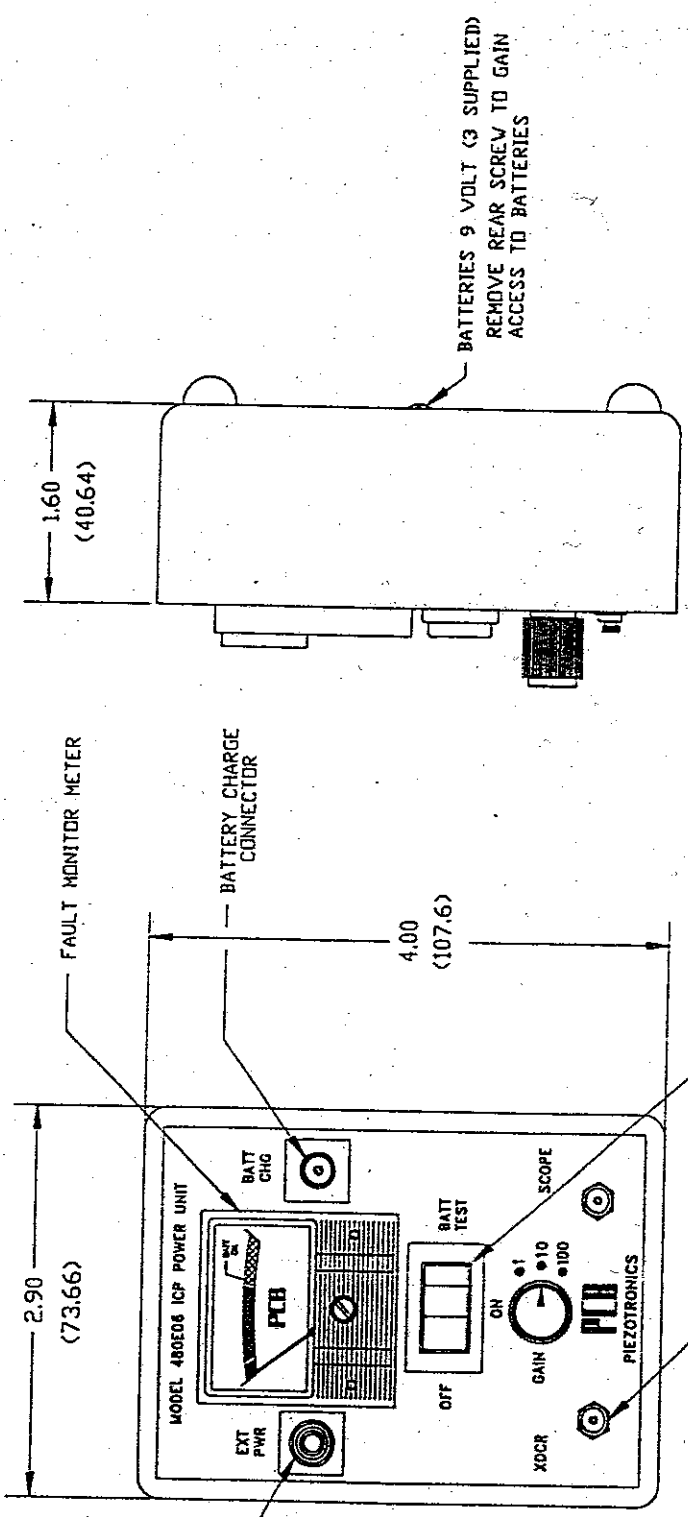 2.90
(73.66)
FAULT MONITOR METER
BATTERY CHARGE
CONNECTOR
MODEL 480E06 ICP POWER UNIT
EXT
PWR
BATT
OK
PCB
BATT
CHG
OFF
ON
BATT
TEST
GAIN
1
10
100
XDCR
SCOPE
PCB
PIEZOTRONICS
4.00
(107.6)
1.60
(40.64)
BATTERIES 9 VOLT (3 SUPPLIED)
REMOVE REAR SCREW TO GAIN
ACCESS TO BATTERIES